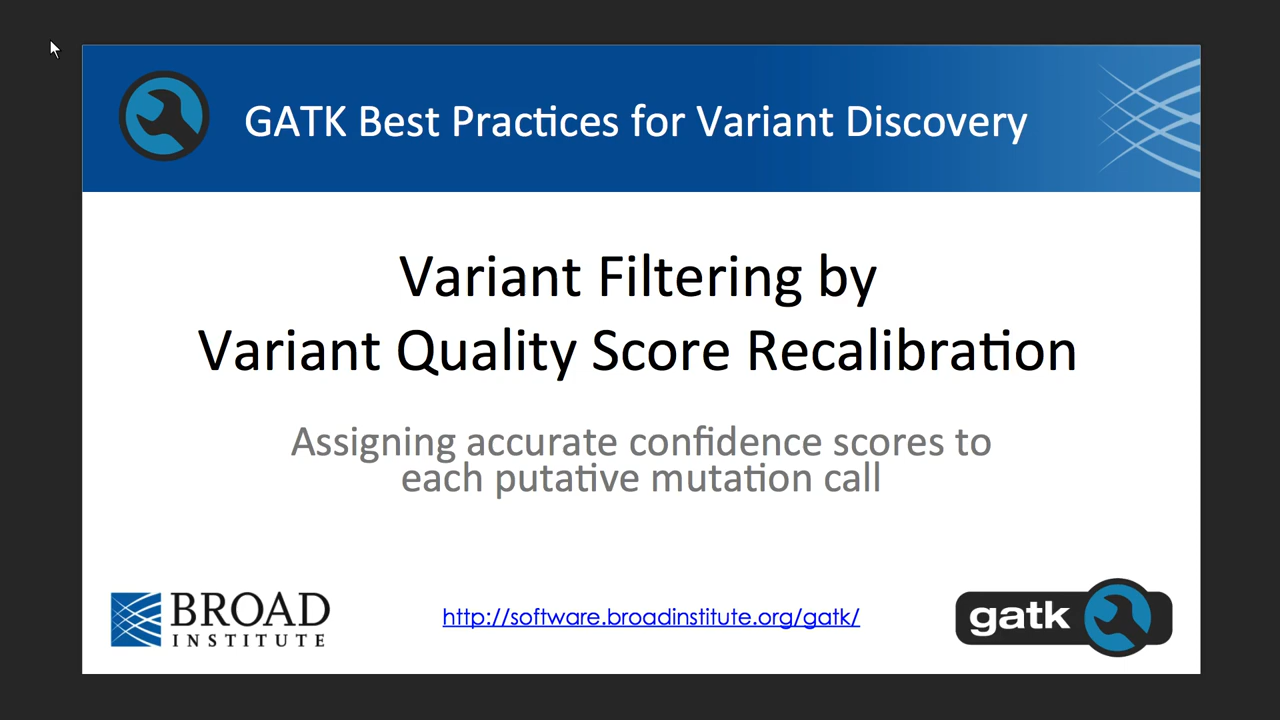 GATK Best Practices for Variant Discovery
Variant Filtering by
Variant Quality Score Recalibration
Assigning accurate confidence scores to
each putative mutation call
BROAD
INSTITUTE
http://software.broadinstitute.org/gatk/
gatk